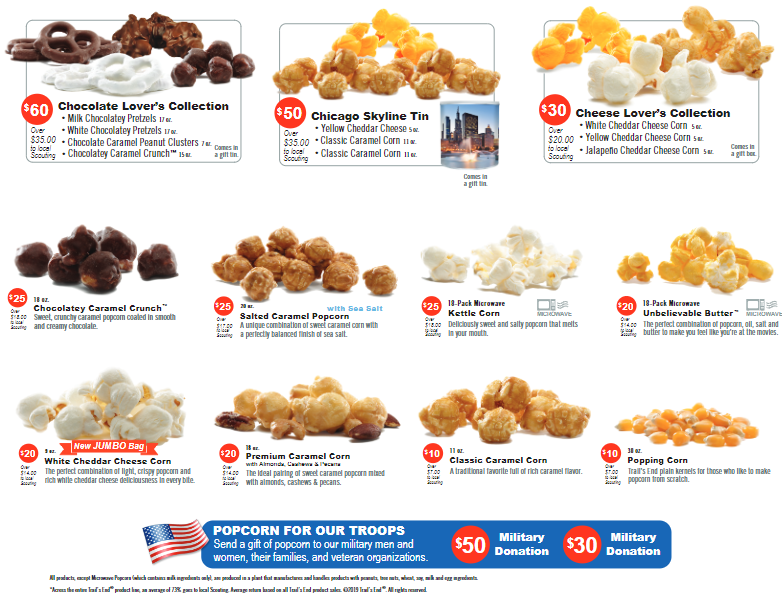 $60
Chocolate Lover's Collection
Over
$35.00
to local
Scouting
• Milk Chocolatey Pretzels 17 oz.
• White Chocolatey Pretzels 17 oz.
• Chocolate Caramel Peanut Clusters 7 oz.
• Chocolatey Caramel Crunch™ 15 oz.
Comes in
a gift tin.
$50
Chicago Skyline Tin
Over
$35.00
to local
Scouting
• Yellow Cheddar Cheese 5 oz.
• Classic Caramel Corn 11 oz.
• Classic Caramel Corn 11 oz.
Comes in
a gift tin.
$30
Cheese Lover's Collection
Over
$20.00
to local
Scouting
• White Cheddar Cheese Corn 5 oz.
• Yellow Cheddar Cheese Corn 5 oz.
• Jalapeño Cheddar Cheese Corn 5 oz.
Comes in
a gift box.
$25
Over
$18.00
to local
Scouting
18 oz.
Chocolatey Caramel Crunch™
Sweet, crunchy caramel popcorn coated in smooth
and creamy chocolate.
$25
Over
$17.00
to local
Scouting
20 oz.
with Sea Salt
Salted Caramel Popcorn
A unique combination of sweet caramel corn with
a perfectly balanced finish of sea salt.
$25
Over
$18.00
to local
Scouting
18-Pack Microwave
Kettle Corn
MICROWAVE
Deliciously sweet and salty popcorn that melts
in your mouth.
$20
Over
$14.00
to local
Scouting
18-Pack Microwave
Unbelievable Butter™
MICROWAVE
The perfect combination of popcorn, oil, salt and
butter to make you feel like you're at the movies.
$20
Over
$14.00
to local
Scouting
New JUMBO Bag!
White Cheddar Cheese Corn
The perfect combination of light, crispy popcorn and
rich white cheddar cheese deliciousness in every bite.
$20
Over
$14.00
to local
Scouting
Premium Caramel Corn
with Almonds, Cashews & Pecans
The ideal pairing of sweet caramel popcorn mixed
with almonds, cashews & pecans.
$10
Over
$7.00
to local
Scouting
11 oz.
Classic Caramel Corn
A traditional favorite full of rich caramel flavor.
$10
Over
$7.00
to local
Scouting
Popping Corn
Trail's End plain kernels for those who like to make
popcorn from scratch.
POPCORN FOR OUR TROOPS
Send a gift of popcorn to our military men and
women, their families, and veteran organizations.
$50
Military
Donation
$30
Military
Donation
All products, except Microwave Popcorn (which contains milk ingredients only), are produced in a plant that manufactures and handles products with peanuts, tree nuts, wheat, soy, milk and egg ingredients.
*Across the entire Trail's End® product line, an average of 73% goes to local Scouting. Average return based on all Trail's End product sales. ©2019 Trail's End®. All rights reserved.